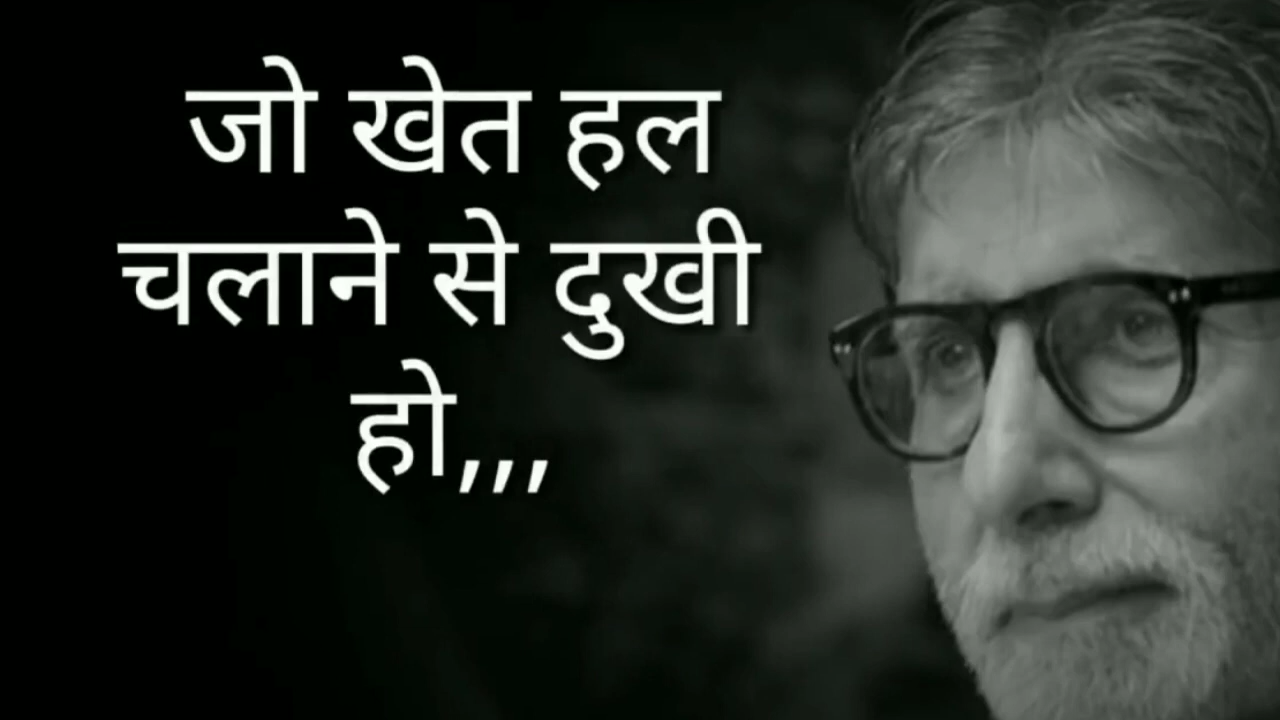 जो खेत हल
चलाने से दुखी
हो,,,